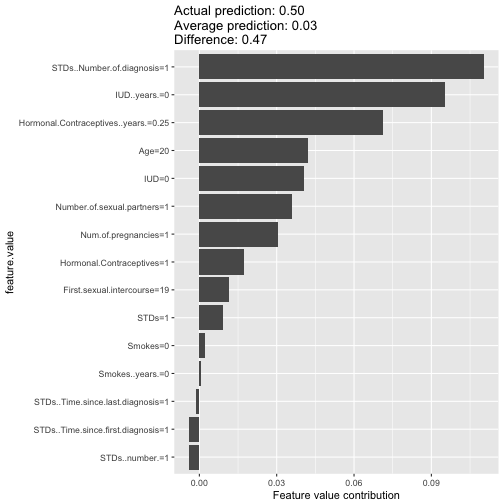 Actual prediction: 0.50
Average prediction: 0.03
Difference: 0.47
feature.value
STDs..Number.of.diagnosis=1
IUD..years.=0
Hormonal.Contraceptives..years.=0.25
Age=20
IUD=0
Number.of.sexual.partners=1
Num.of.pregnancies=1
Hormonal.Contraceptives=1
First.sexual.intercourse=19
STDs=1
Smokes=0
Smokes..years.=0
STDs..Time.since.last.diagnosis=1
STDs..Time.since.first.diagnosis=1
STDs..number.=1
0.00 0.03 0.06 0.09
Feature value contribution